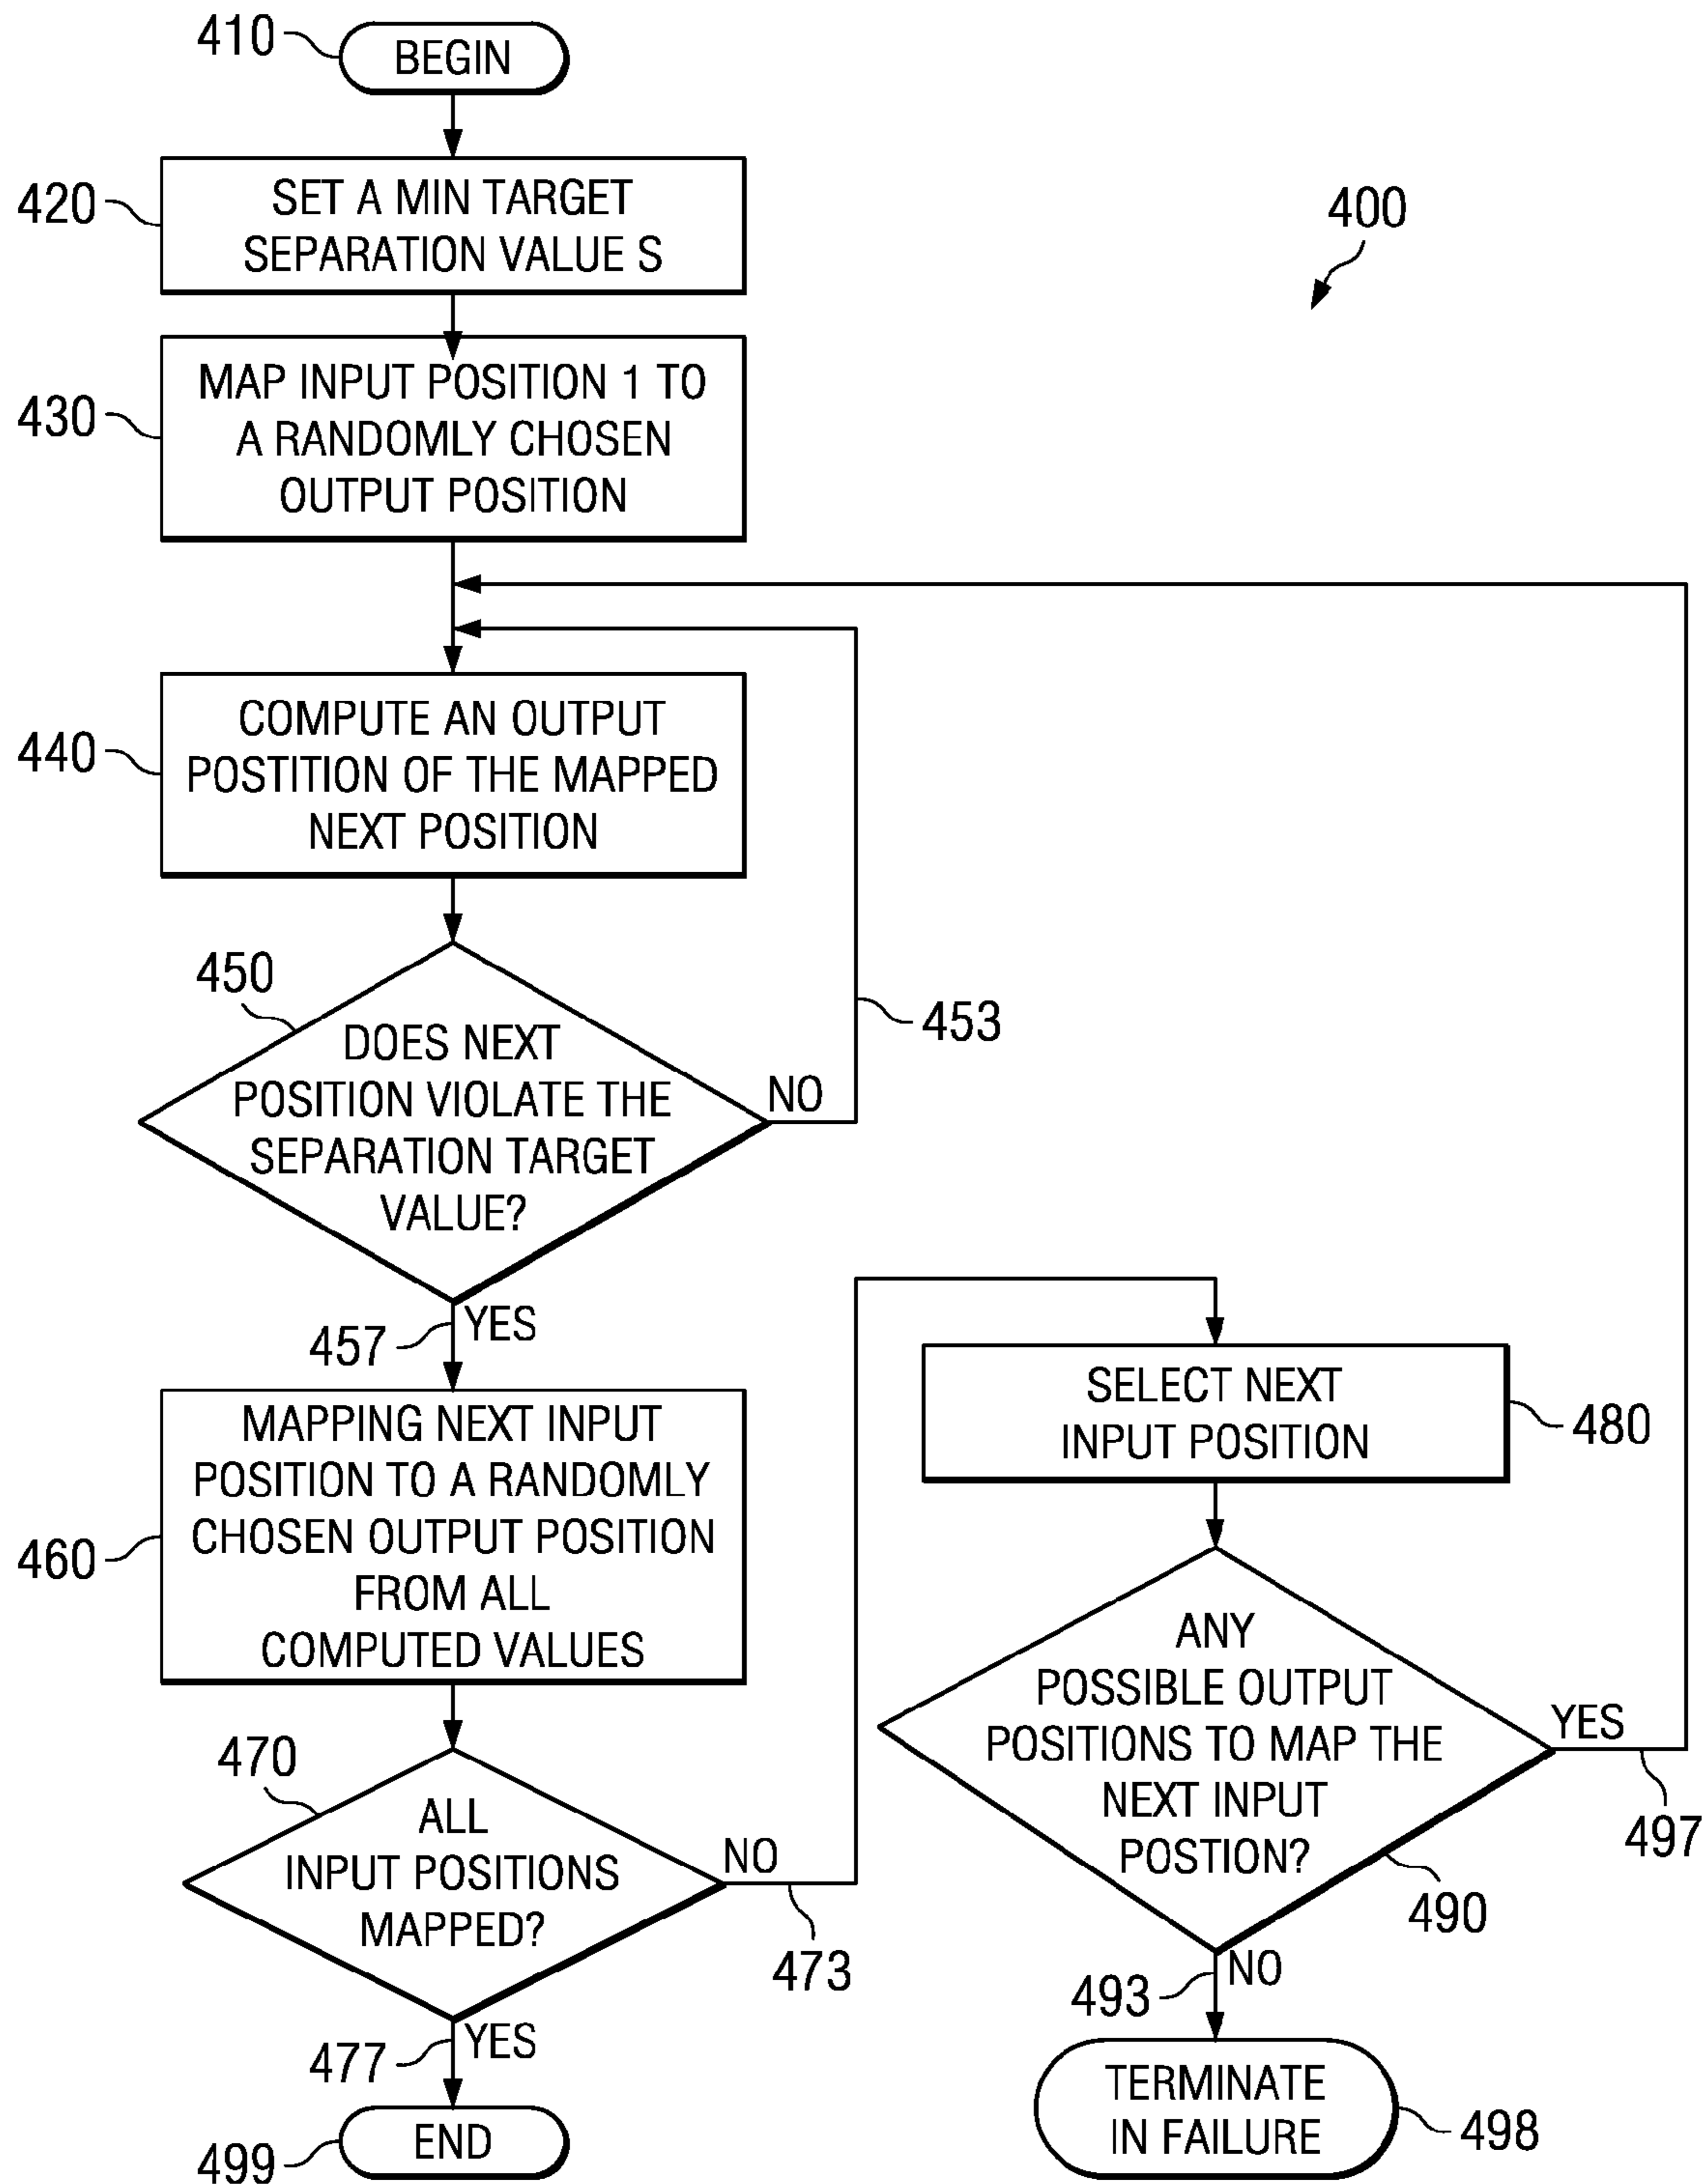 410
BEGIN
420
SET A MIN TARGET
SEPARATION VALUE S
400
430
MAP INPUT POSITION 1 TO
A RANDOMLY CHOSEN
OUTPUT POSITION
440
COMPUTE AN OUTPUT
POSTITION OF THE MAPPED
NEXT POSITION
450
DOES NEXT
POSITION VIOLATE THE
SEPARATION TARGET
VALUE?
NO
453
457
YES
460
MAPPING NEXT INPUT
POSITION TO A RANDOMLY
CHOSEN OUTPUT POSITION
FROM ALL
COMPUTED VALUES
470
ALL
INPUT POSITIONS
MAPPED?
NO
473
477
YES
499
END
SELECT NEXT
INPUT POSITION
480
ANY
POSSIBLE OUTPUT
POSITIONS TO MAP THE
NEXT INPUT
POSTION?
YES
497
490
493
NO
TERMINATE
IN FAILURE
498